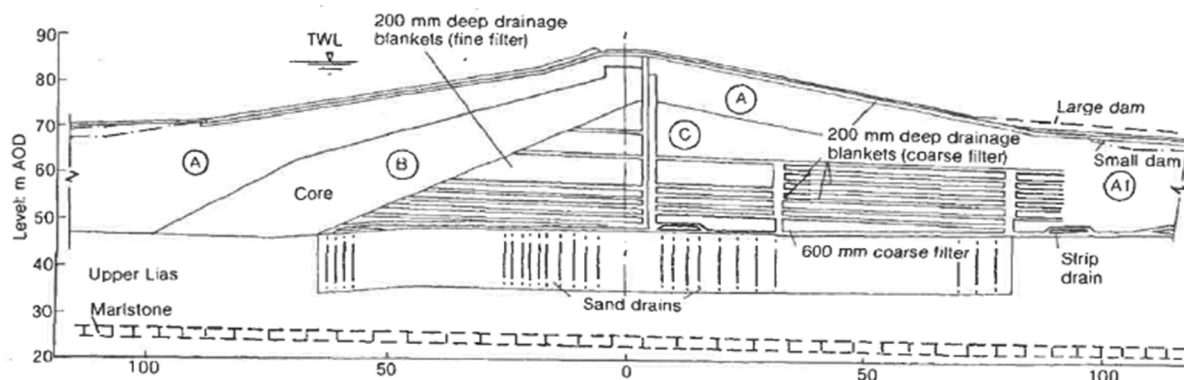 200 mm deep drainage
blankets (fine filter)
TWL
90
80
70
60
50
40
30
20
Level: m AOD
A
B
Core
A
C
Large dam
200 mm deep drainage
blankets (coarse filter)
Small dam
A1
600 mm coarse filter
Strip
drain
Upper Lias
Sand drains
Marlstone
100
50
0
50
100